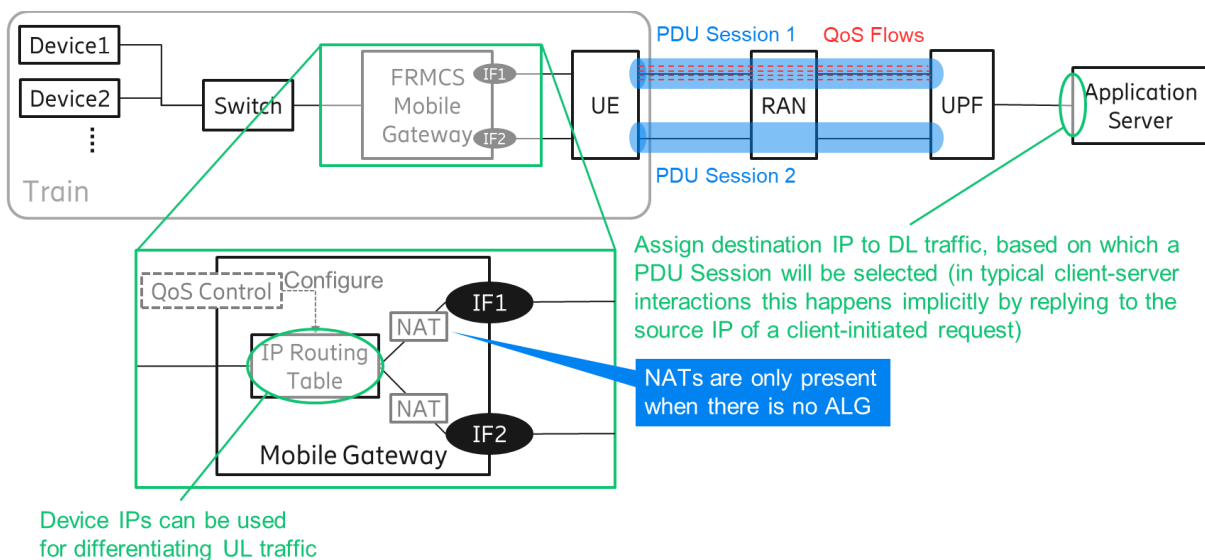 PDU Session 1
QoS Flows
Device1
Device2
Switch
FRMCS
Mobile
Gateway
IF1
IF2
UE
RAN
UPF
Application
Server
Train
PDU Session 2
Assign destination IP to DL traffic, based on which a
PDU Session will be selected (in typical client-server
interactions this happens implicitly by replying to the
source IP of a client-initiated request)
QoS Control
Configure
IF1
NAT
IP Routing
Table
NAT
IF2
Mobile Gateway
NATs are only present
when there is no ALG
Device IPs can be used
for differentiating UL traffic